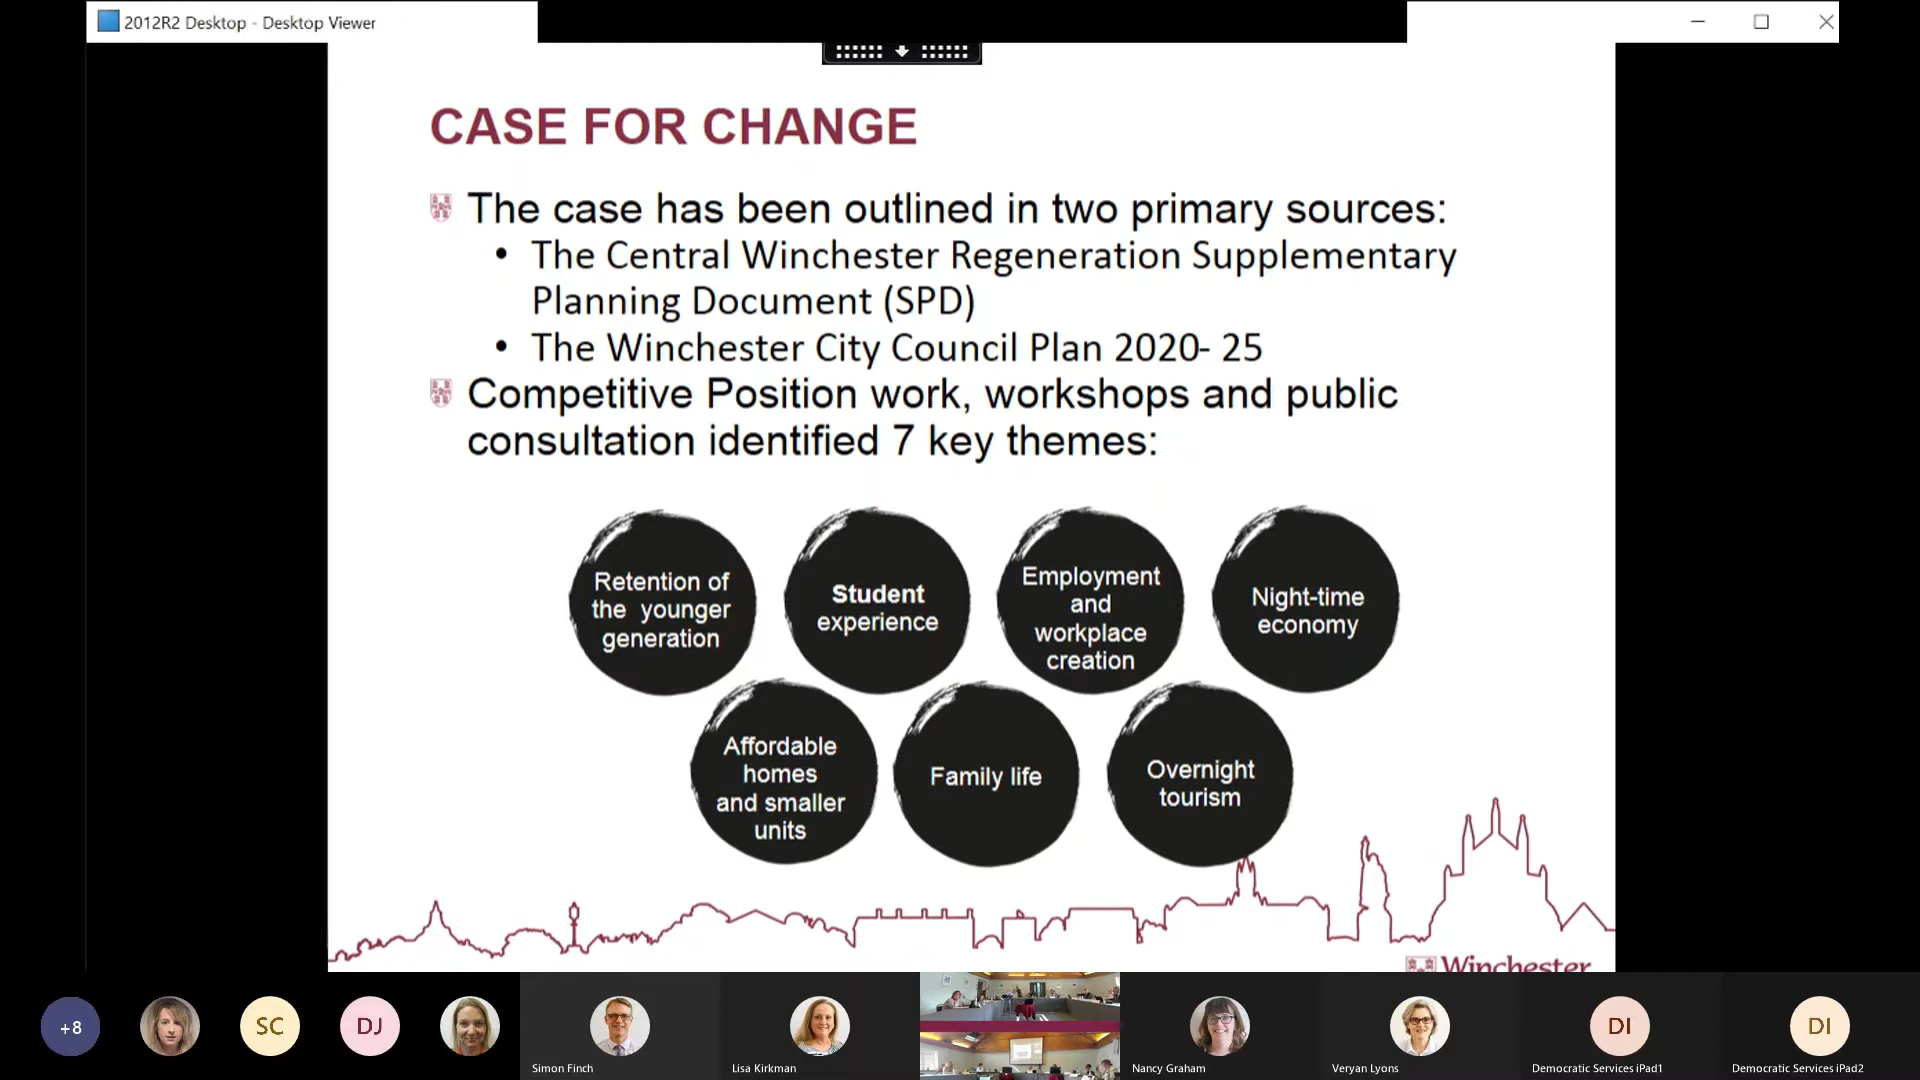 2012R2 Desktop - Desktop Viewer
CASE FOR CHANGE
The case has been outlined in two primary sources:
• The Central Winchester Regeneration Supplementary
Planning Document (SPD)
• The Winchester City Council Plan 2020- 25
Competitive Position work, workshops and public
consultation identified 7 key themes:
Retention of
the younger
generation
Student
experience
Employment
and
workplace
creation
Night-time
economy
Affordable
homes
and smaller
units
Family life
Overnight
tourism
Winchester
+8
SC
DJ
Simon Finch
Lisa Kirkman
Nancy Graham
Veryan Lyons
DI
Democratic Services iPad1
DI
Democratic Services iPad2